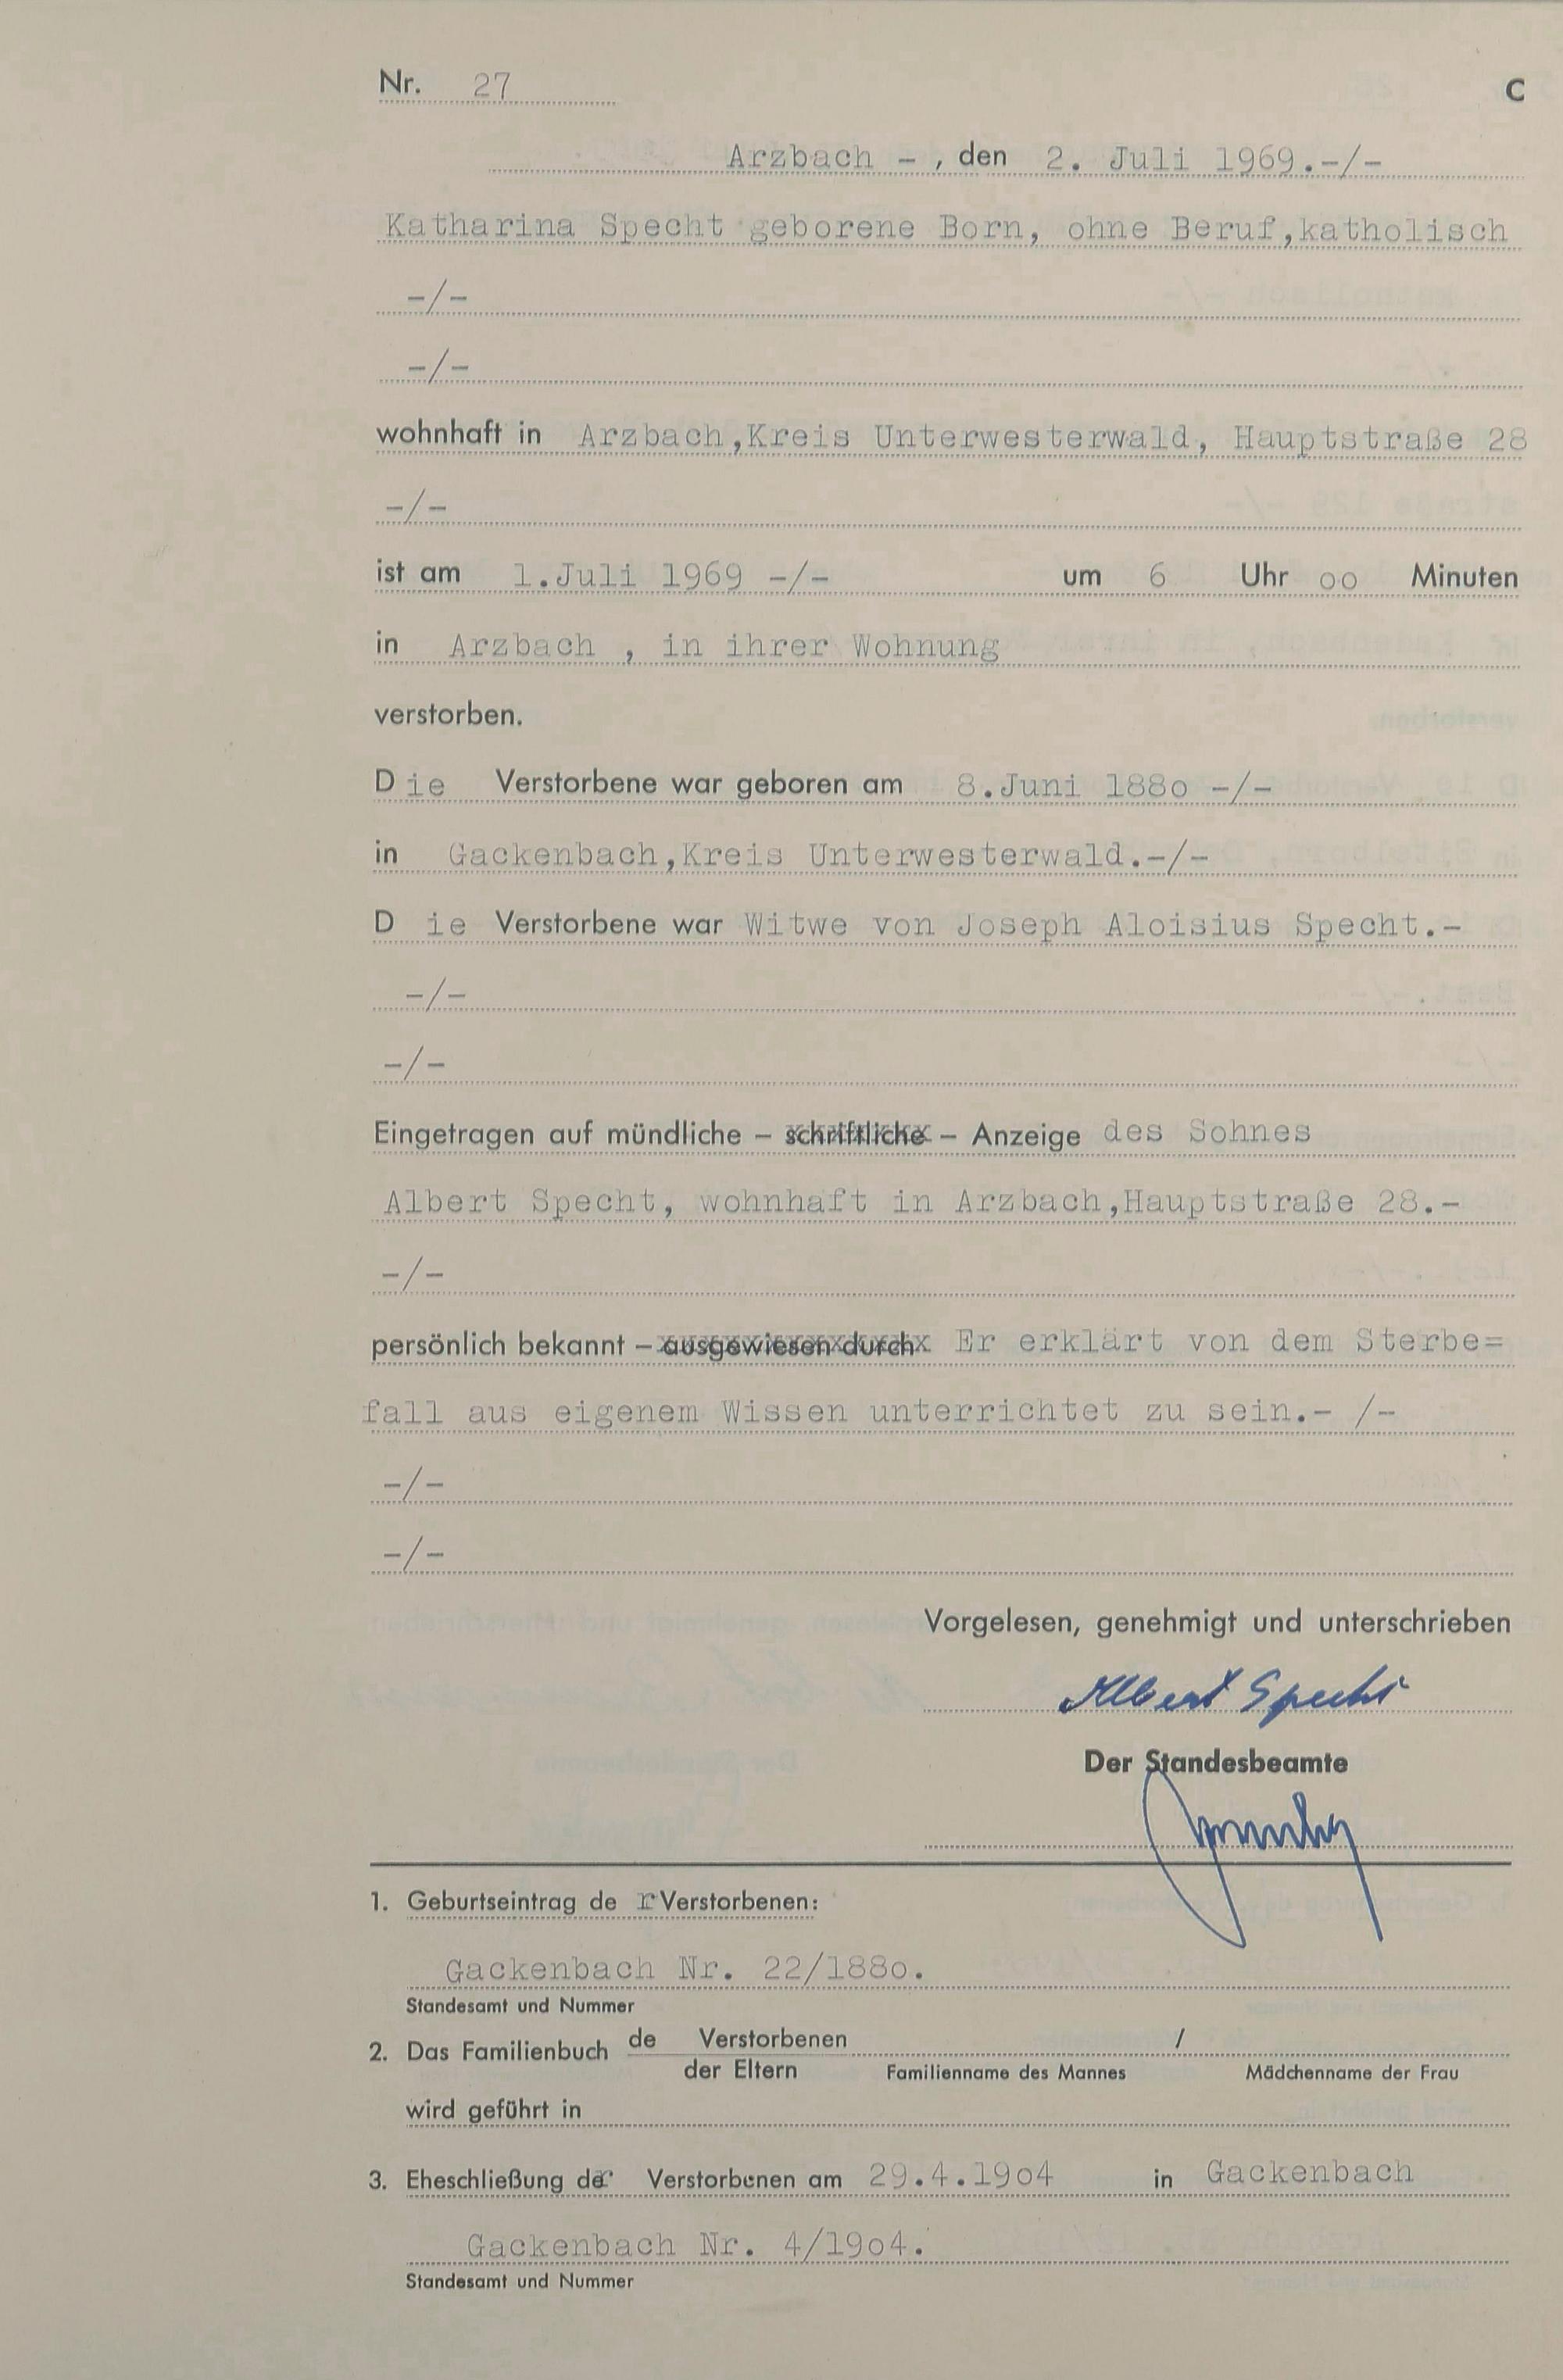 Nr. 27 C
Arzbach - , den 2. Juli 1969.-/-
Katharina Specht geborene Born, ohne Beruf,katholisch
-/-
-/-
wohnhaft in Arzbach,Kreis Unterwesterwald, Hauptstraße 28
-/-
ist am 1.Juli 1969 -/- um 6 Uhr oo Minuten
in Arzbach , in ihrer Wohnung
verstorben.
Die Verstorbene war geboren am 8.Juni 188o -/-
in Gackenbach,Kreis Unterwesterwald.-/-
D ie Verstorbene war Witwe von Joseph Aloisius Specht.-
-/-
-/-
Eingetragen auf mündliche – schriftliche – Anzeige des Sohnes
Albert Specht, wohnhaft in Arzbach,Hauptstraße 28.-
-/-
persönlich bekannt – ausgewiesen durch Er erklärt von dem Sterbe=
fall aus eigenem Wissen unterrichtet zu sein.- /-
-/-
-/-
Vorgelesen, genehmigt und unterschrieben
Albert Specht
Der Standesbeamte
1. Geburtseintrag de r Verstorbenen:
Gackenbach Nr. 22/188o.
Standesamt und Nummer
2. Das Familienbuch de Verstorbenen /
der Eltern Familienname des Mannes Mädchenname der Frau
wird geführt in
3. Eheschließung der Verstorbenen am 29.4.19o4 in Gackenbach
Gackenbach Nr. 4/19o4.
Standesamt und Nummer